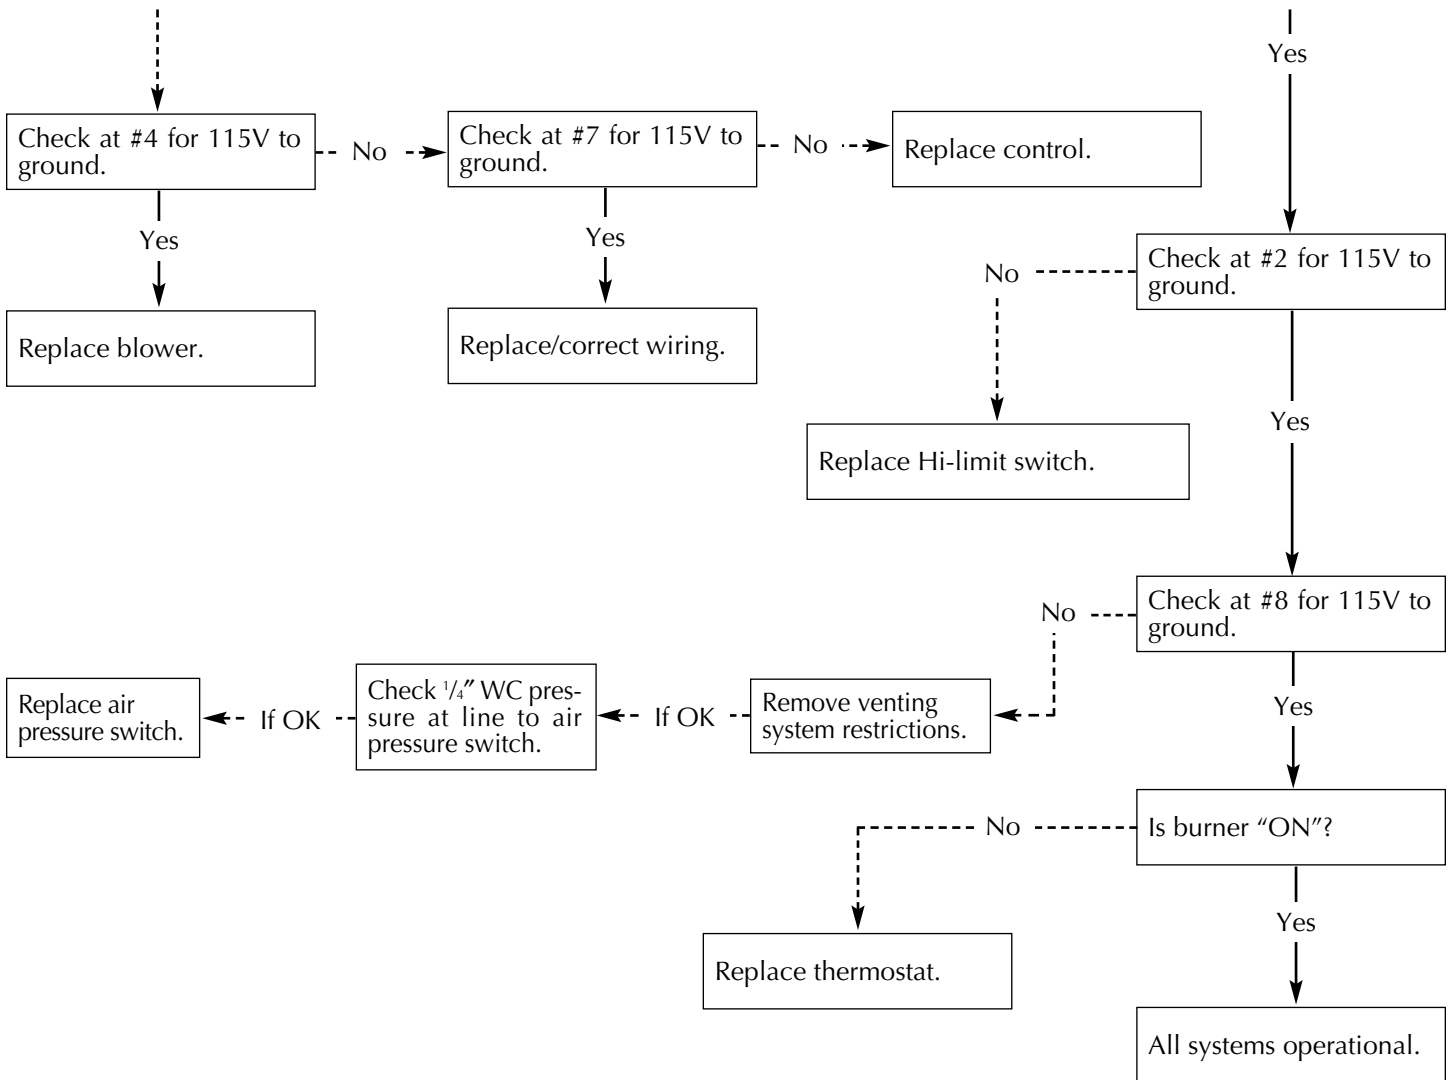 Yes
Check at #4 for 115V to
ground.
No
Check at #7 for 115V to
ground.
No
Replace control.
Yes
Yes
Check at #2 for 115V to
ground.
No
Replace blower.
Replace/correct wiring.
Yes
Replace Hi-limit switch.
Check at #8 for 115V to
ground.
No
Replace air
pressure switch.
If OK
Check 1/4″ WC pres-
sure at line to air
pressure switch.
If OK
Remove venting
system restrictions.
Yes
Is burner “ON”?
No
Yes
Replace thermostat.
All systems operational.